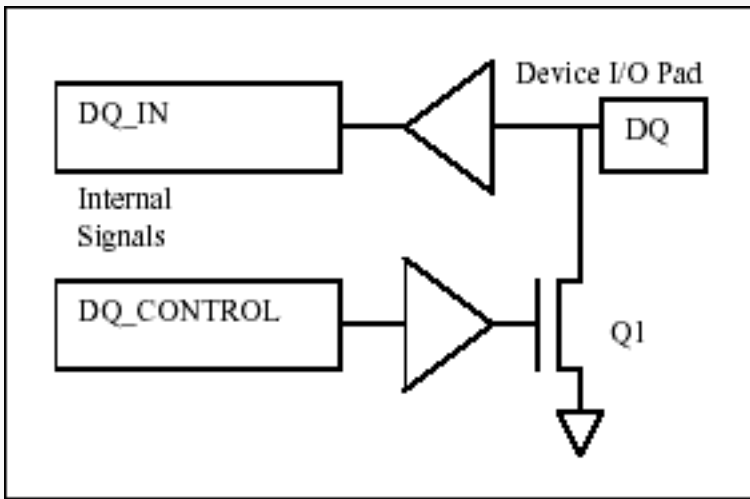 Device I/O Pad
DQ_IN
DQ
Internal
Signals
DQ_CONTROL
Q1